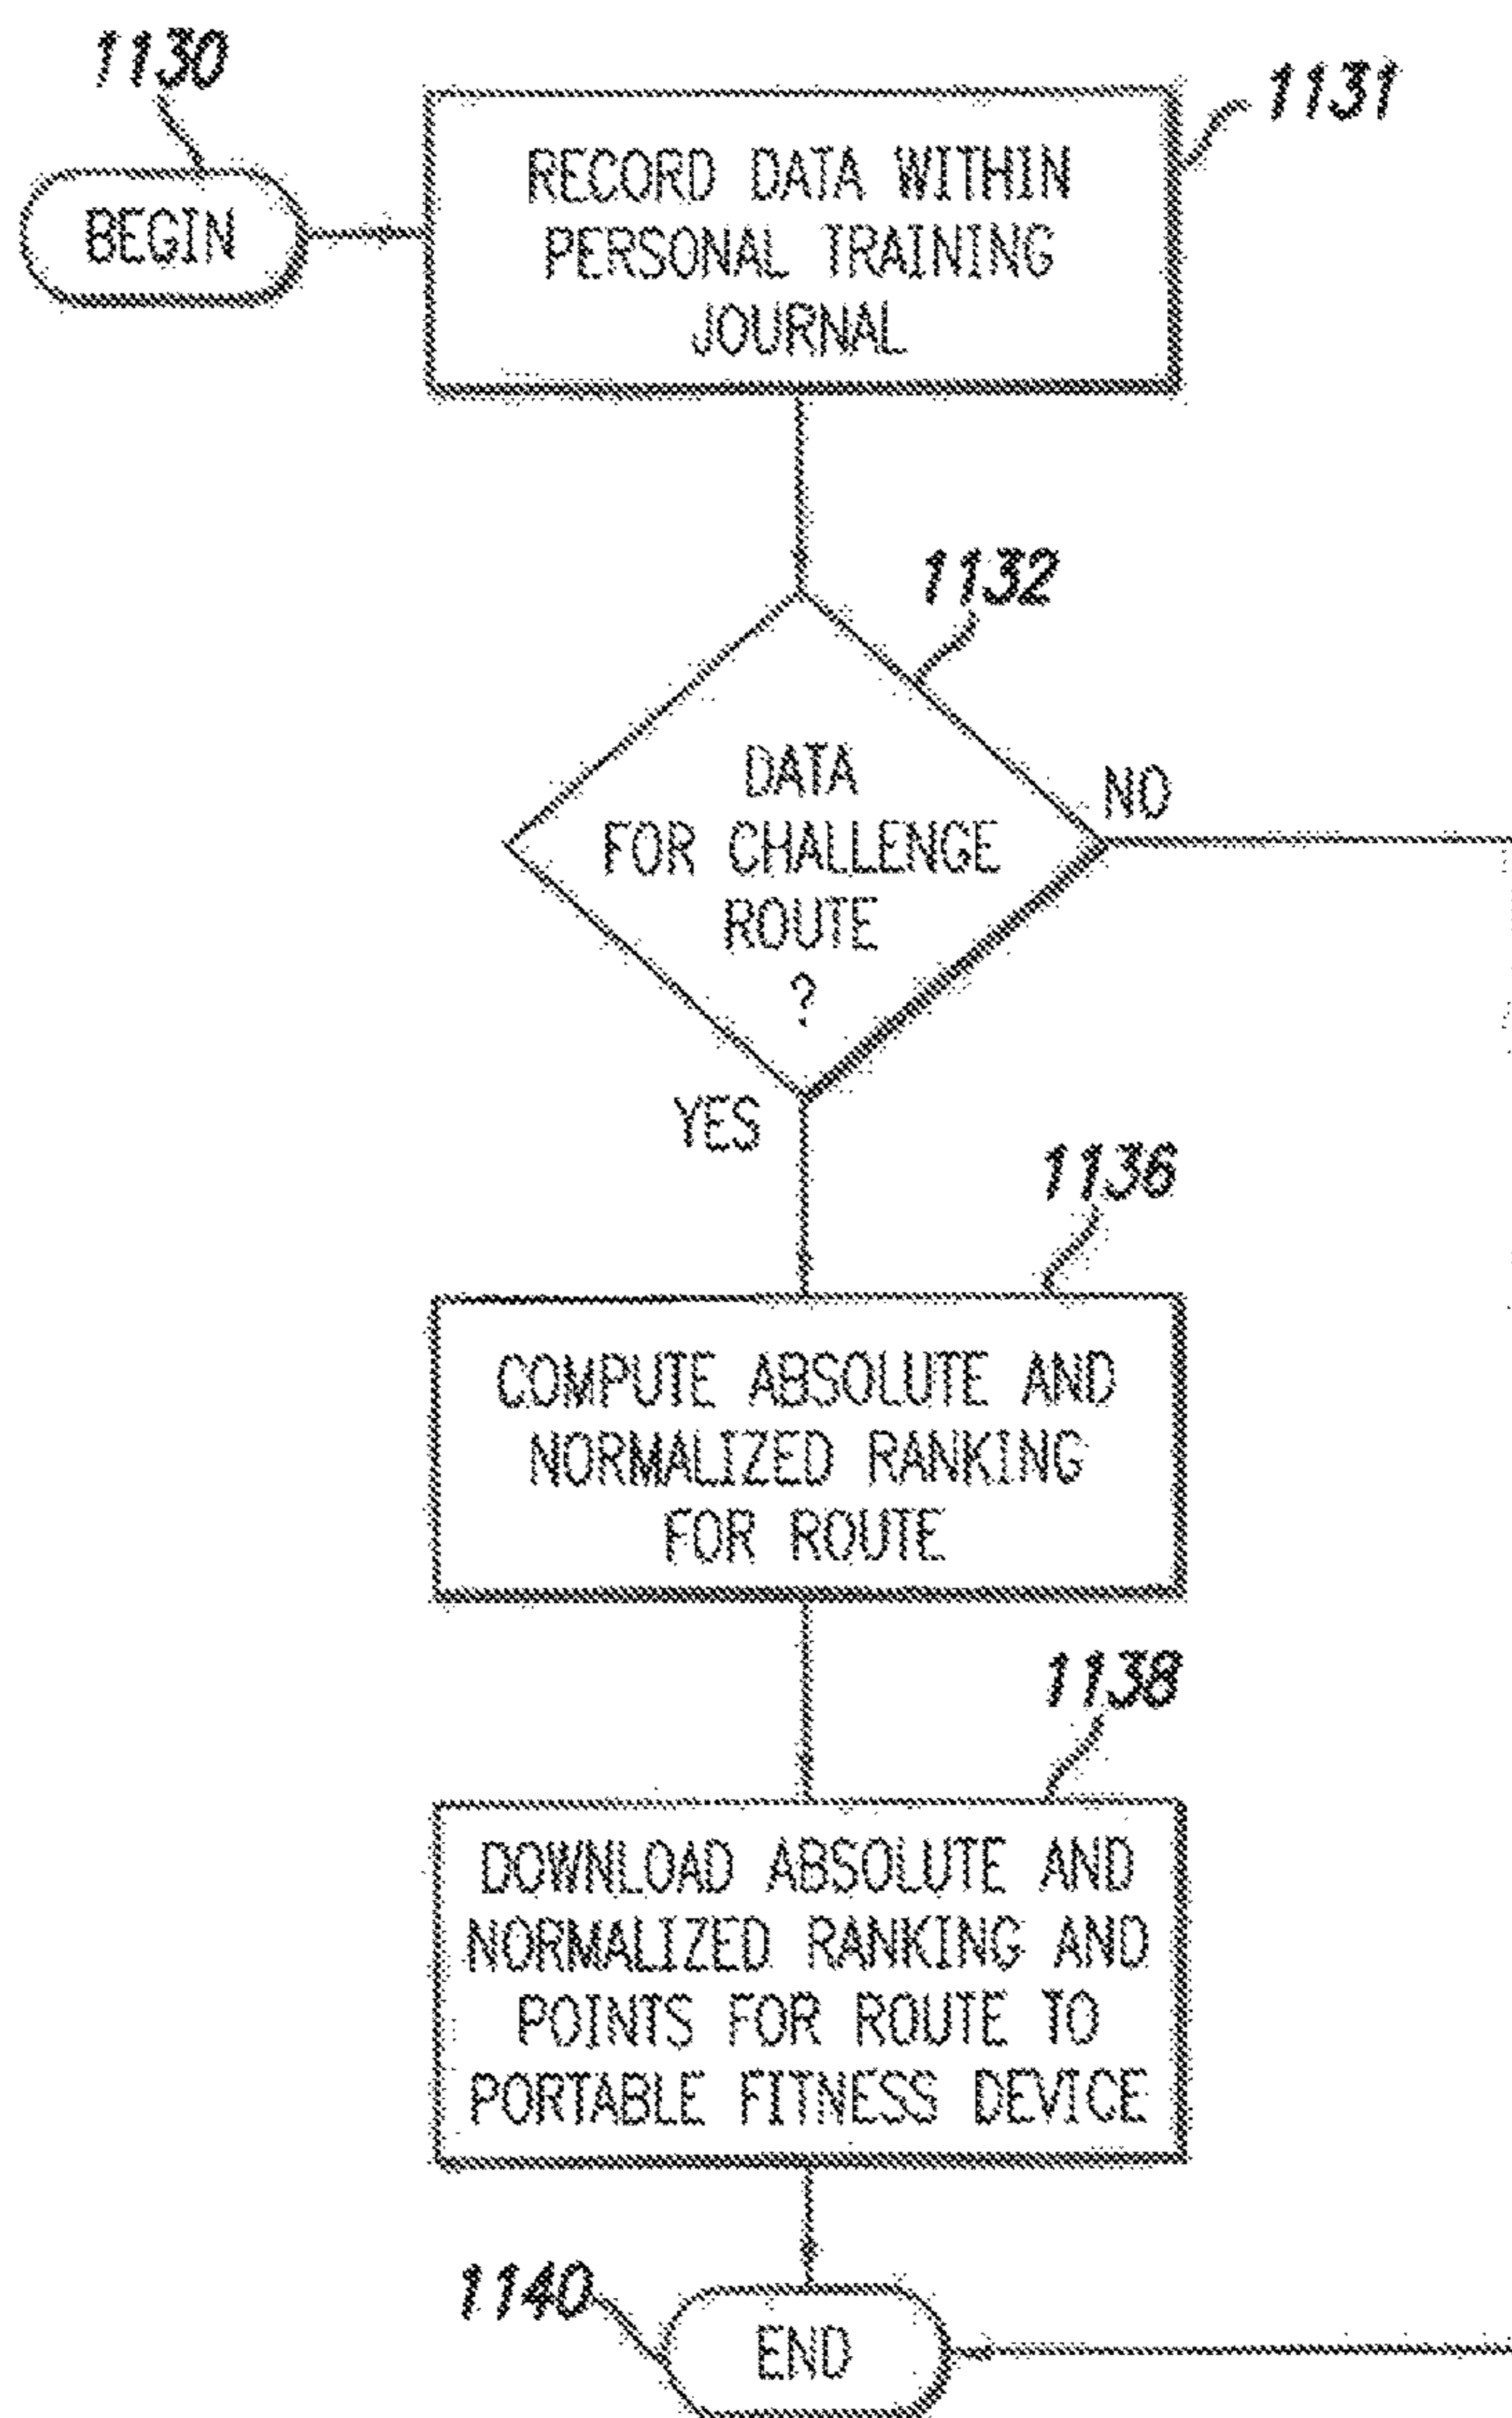 1130
BEGIN
1131
RECORD DATA WITHIN
PERSONAL TRAINING
JOURNAL
1132
DATA
FOR CHALLENGE
ROUTE
?
NO
YES
1136
COMPUTE ABSOLUTE AND
NORMALIZED RANKING
FOR ROUTE
1138
DOWNLOAD ABSOLUTE AND
NORMALIZED RANKING AND
POINTS FOR ROUTE TO
PORTABLE FITNESS DEVICE
1140
END